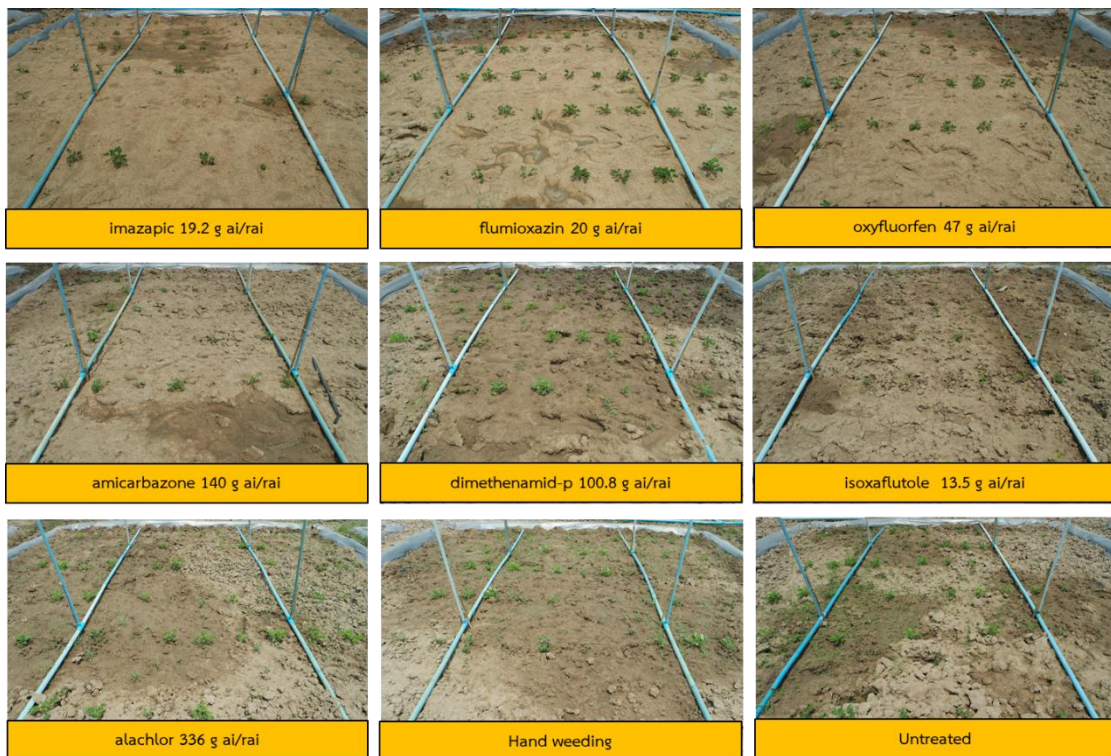 imazapic 19.2 g ai/rai
flumioxazin 20 g ai/rai
oxyfluorfen 47 g ai/rai
amicarbazone 140 g ai/rai
dimethenamid-p 100.8 g ai/rai
isoxaflutole 13.5 g ai/rai
alachlor 336 g ai/rai
Hand weeding
Untreated